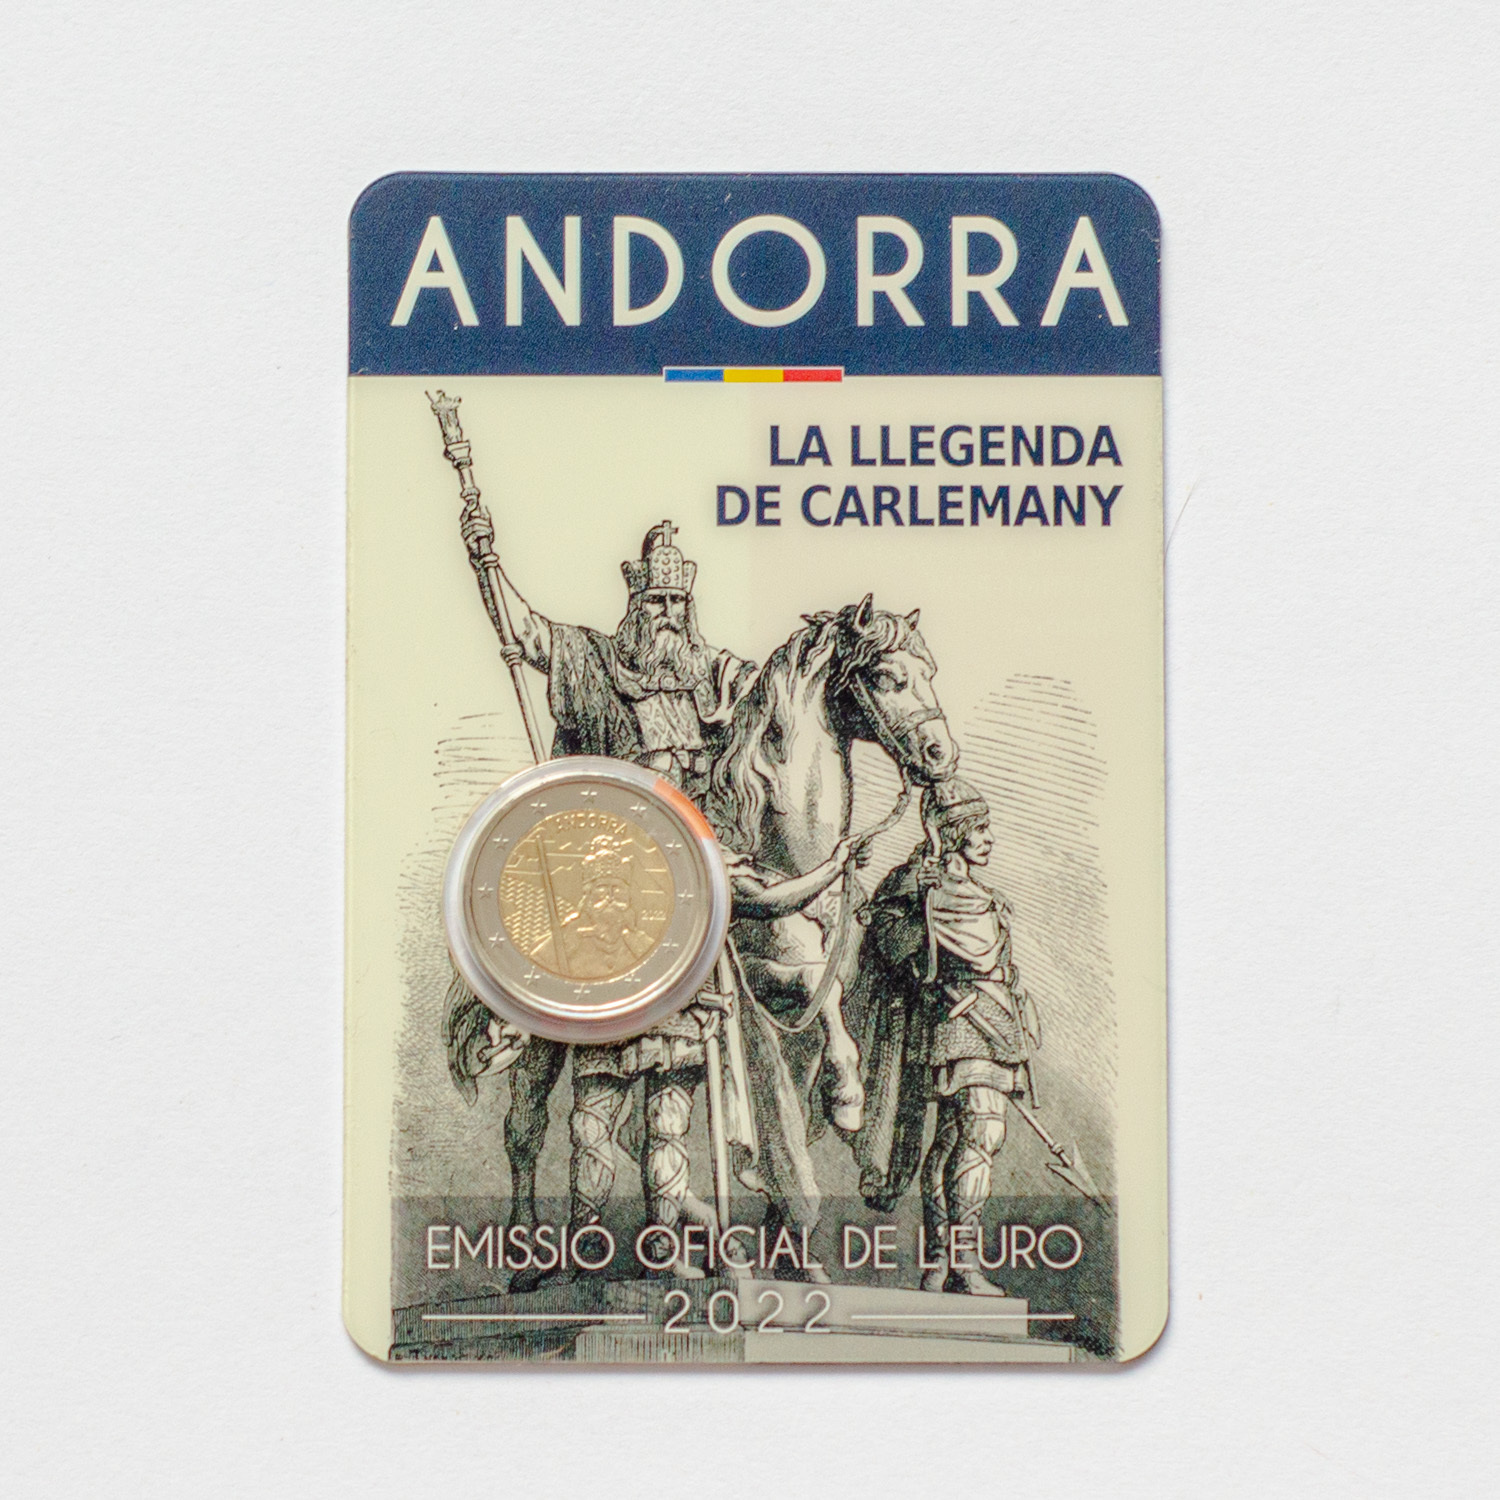 ANDORRA
LA LLEGENDA
DE CARLEMANY
ANDORRA
2022
EMISSIÓ OFICIAL DE L'EURO
2022